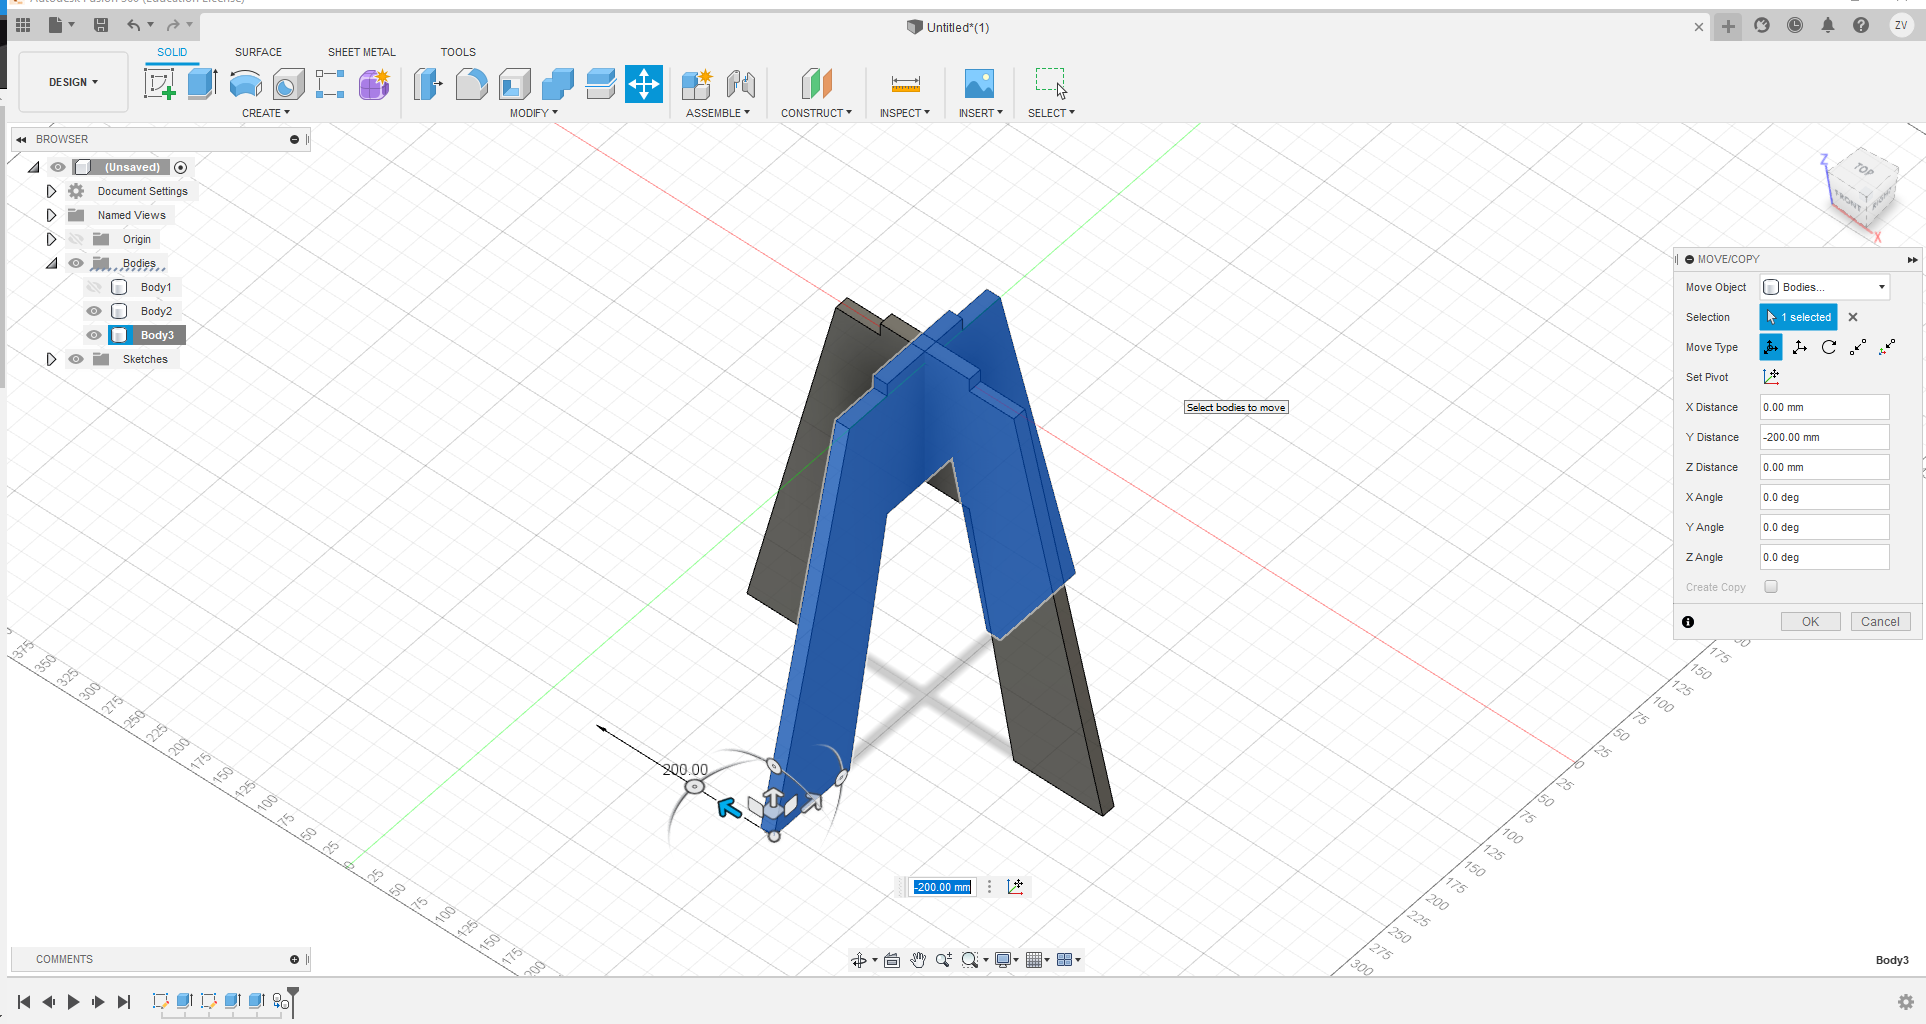 Autodesk Fusion 360 (Education License)
Untitled*(1)
ZV
SOLID SURFACE SHEET METAL TOOLS
DESIGN
CREATE MODIFY ASSEMBLE CONSTRUCT INSPECT INSERT SELECT
BROWSER
(Unsaved)
Document Settings
Named Views
Origin
Bodies
Body1
Body2
Body3
Sketches
Z
TOP
FRONT
RIGHT
X
MOVE/COPY
Move Object Bodies...
Selection 1 selected
Move Type
Set Pivot
X Distance 0.00 mm
Y Distance -200.00 mm
Z Distance 0.00 mm
X Angle 0.0 deg
Y Angle 0.0 deg
Z Angle 0.0 deg
Create Copy
OK Cancel
Select bodies to move
375
350
325
300
275
250
225
200
175
150
125
100
75
50
25
0
25
50
75
100
125
150
175
200
175
150
125
100
75
50
25
0
25
50
75
100
125
150
175
200
225
250
275
300
200.00
-200.00 mm
COMMENTS
Body3